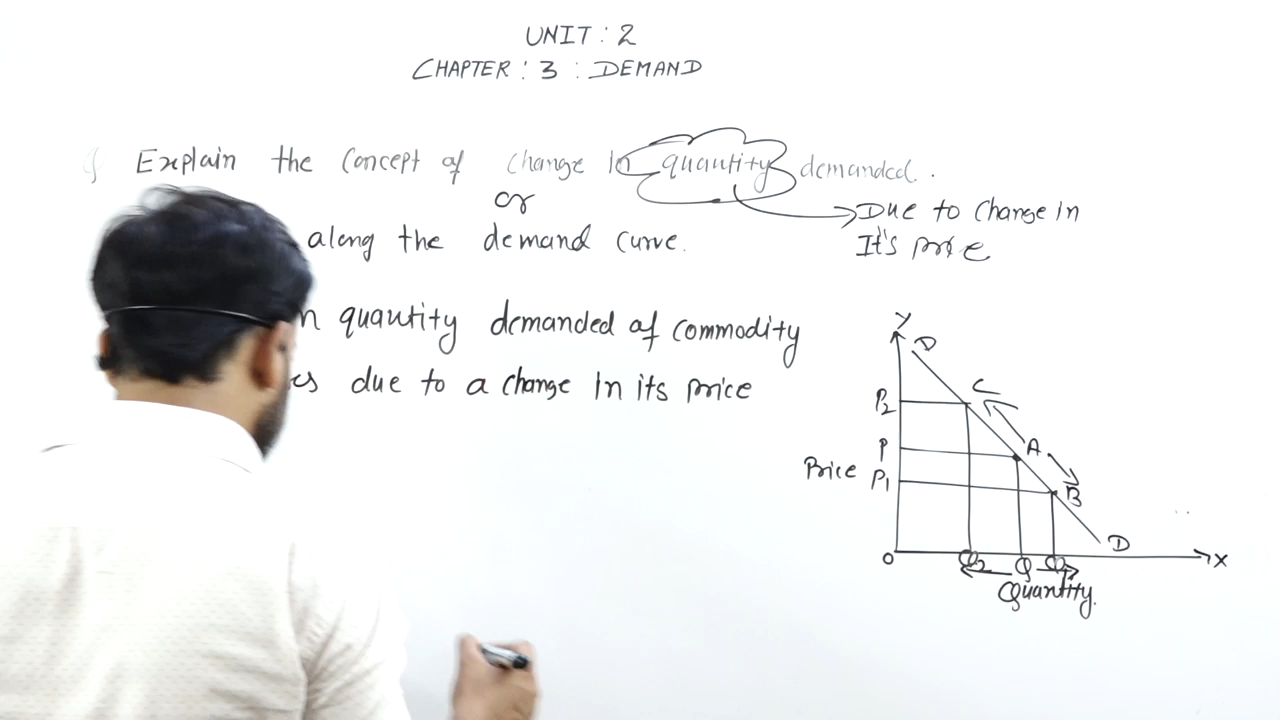 UNIT : 2
CHAPTER : 3 : DEMAND
Explain the Concept of change in quantity demanded.
or
along the demand curve.
Due to change in
It's price
quantity demanded of commodity
due to a change in its price
Y
D
C
P2
A
P
Price
P1
B
D
O
X
Q2 Q Q1
Quantity.